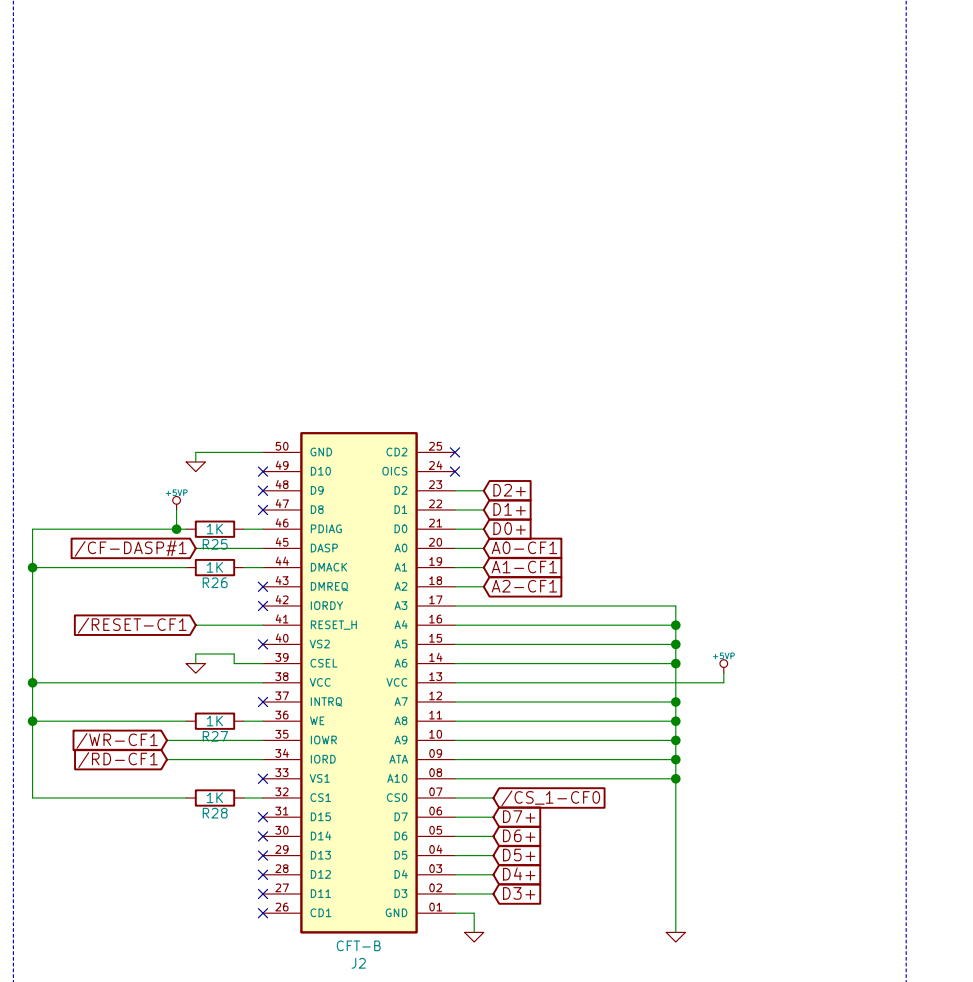 50 GND CD2 25
49 D10 OICS 24
48 D9 D2 23 D2+
+5VP
47 D8 D1 22 D1+
1K 46 PDIAG D0 21 D0+
R25
/CF-DASP#1 45 DASP A0 20 A0-CF1
1K 44 DMACK A1 19 A1-CF1
R26
43 DMREQ A2 18 A2-CF1
42 IORDY A3 17
/RESET-CF1 41 RESET_H A4 16
40 VS2 A5 15
+5VP
39 CSEL A6 14
38 VCC VCC 13
37 INTRQ A7 12
1K 36 WE A8 11
R27
/WR-CF1 35 IOWR A9 10
/RD-CF1 34 IORD ATA 09
33 VS1 A10 08
1K 32 CS1 CS0 07 /CS_1-CF0
R28
31 D15 D7 06 D7+
30 D14 D6 05 D6+
29 D13 D5 04 D5+
28 D12 D4 03 D4+
27 D11 D3 02 D3+
26 CD1 GND 01
CFT-B
J2